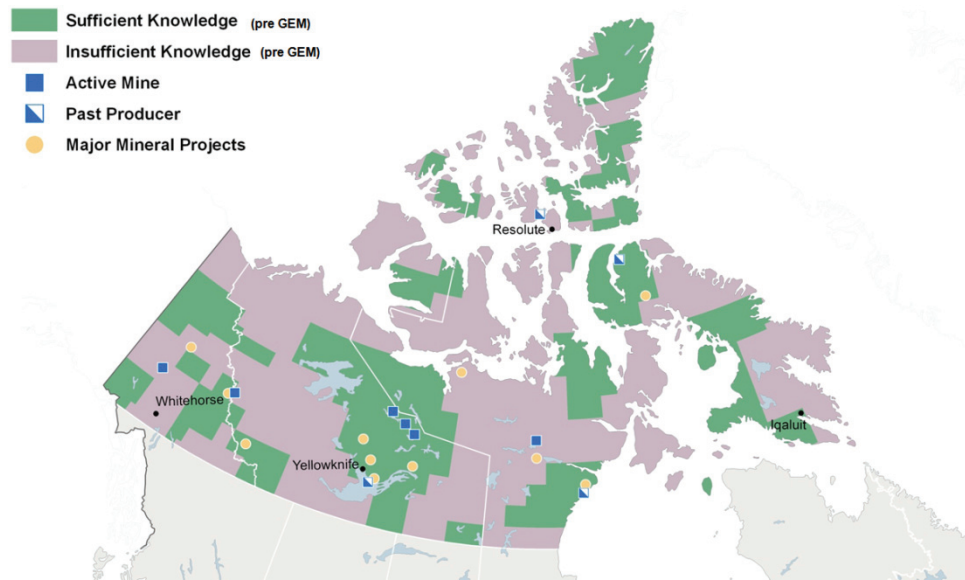 Sufficient Knowledge (pre GEM)
Insufficient Knowledge (pre GEM)
Active Mine
Past Producer
Major Mineral Projects
Resolute
Whitehorse
Iqaluit
Yellowknife